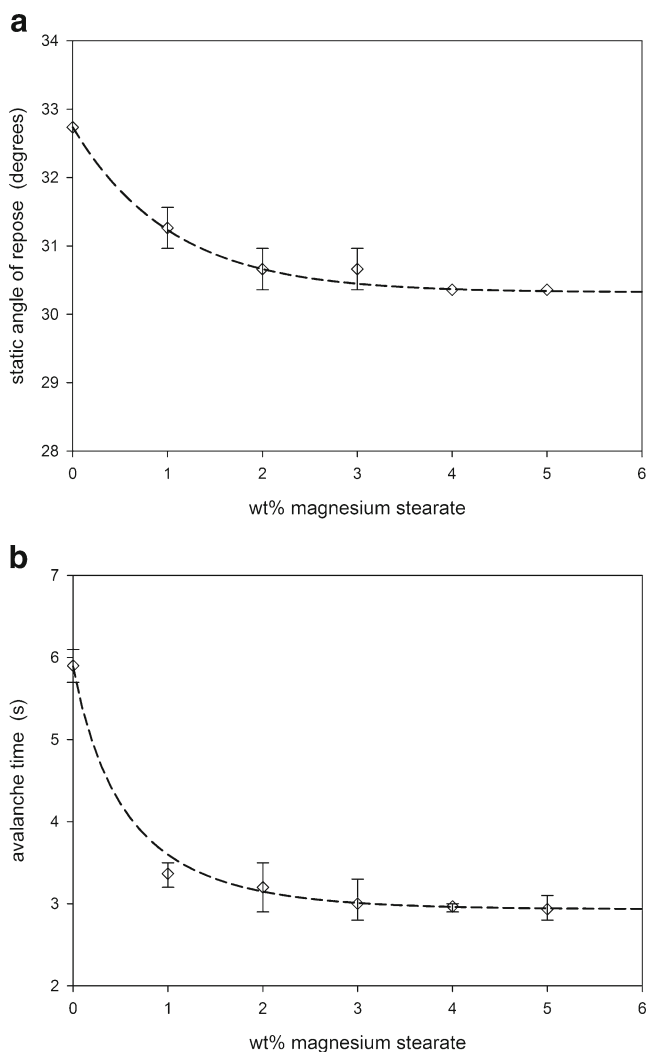 a
34
33
32
31
30
29
28
static angle of repose (degrees)
0 1 2 3 4 5 6
wt% magnesium stearate
b
7
6
5
4
3
2
avalanche time (s)
0 1 2 3 4 5 6
wt% magnesium stearate